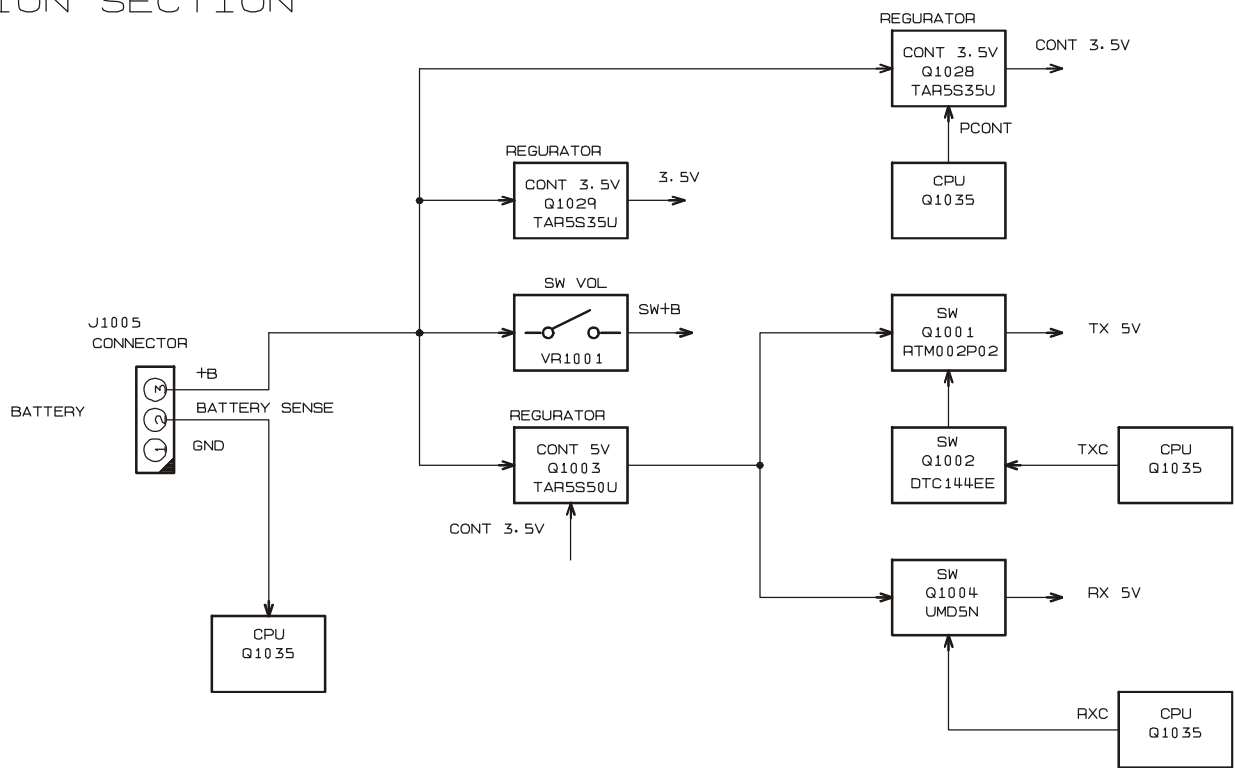 ION SECTION
REGURATOR
CONT 3.5V
Q1028
TAR5S35U
CONT 3.5V
PCONT
CPU
Q1035
REGURATOR
CONT 3.5V
Q1029
TAR5S35U
3.5V
SW VOL
VR1001
SW+B
J1005
CONNECTOR
+B
BATTERY
3
2
1
BATTERY SENSE
GND
SW
Q1001
RTM002P02
TX 5V
REGURATOR
CONT 5V
Q1003
TAR5S50U
CONT 3.5V
SW
Q1002
DTC144EE
TXC
CPU
Q1035
SW
Q1004
UMD5N
RX 5V
CPU
Q1035
RXC
CPU
Q1035